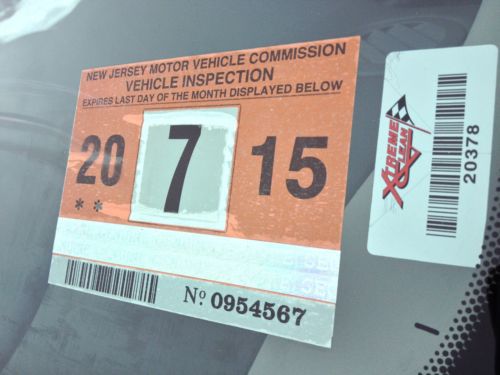 NEW JERSEY MOTOR VEHICLE COMMISSION
VEHICLE INSPECTION
EXPIRES LAST DAY OF THE MONTH DISPLAYED BELOW
20 7 15
* *
No 0954567
XTREME
CLEAN
20378